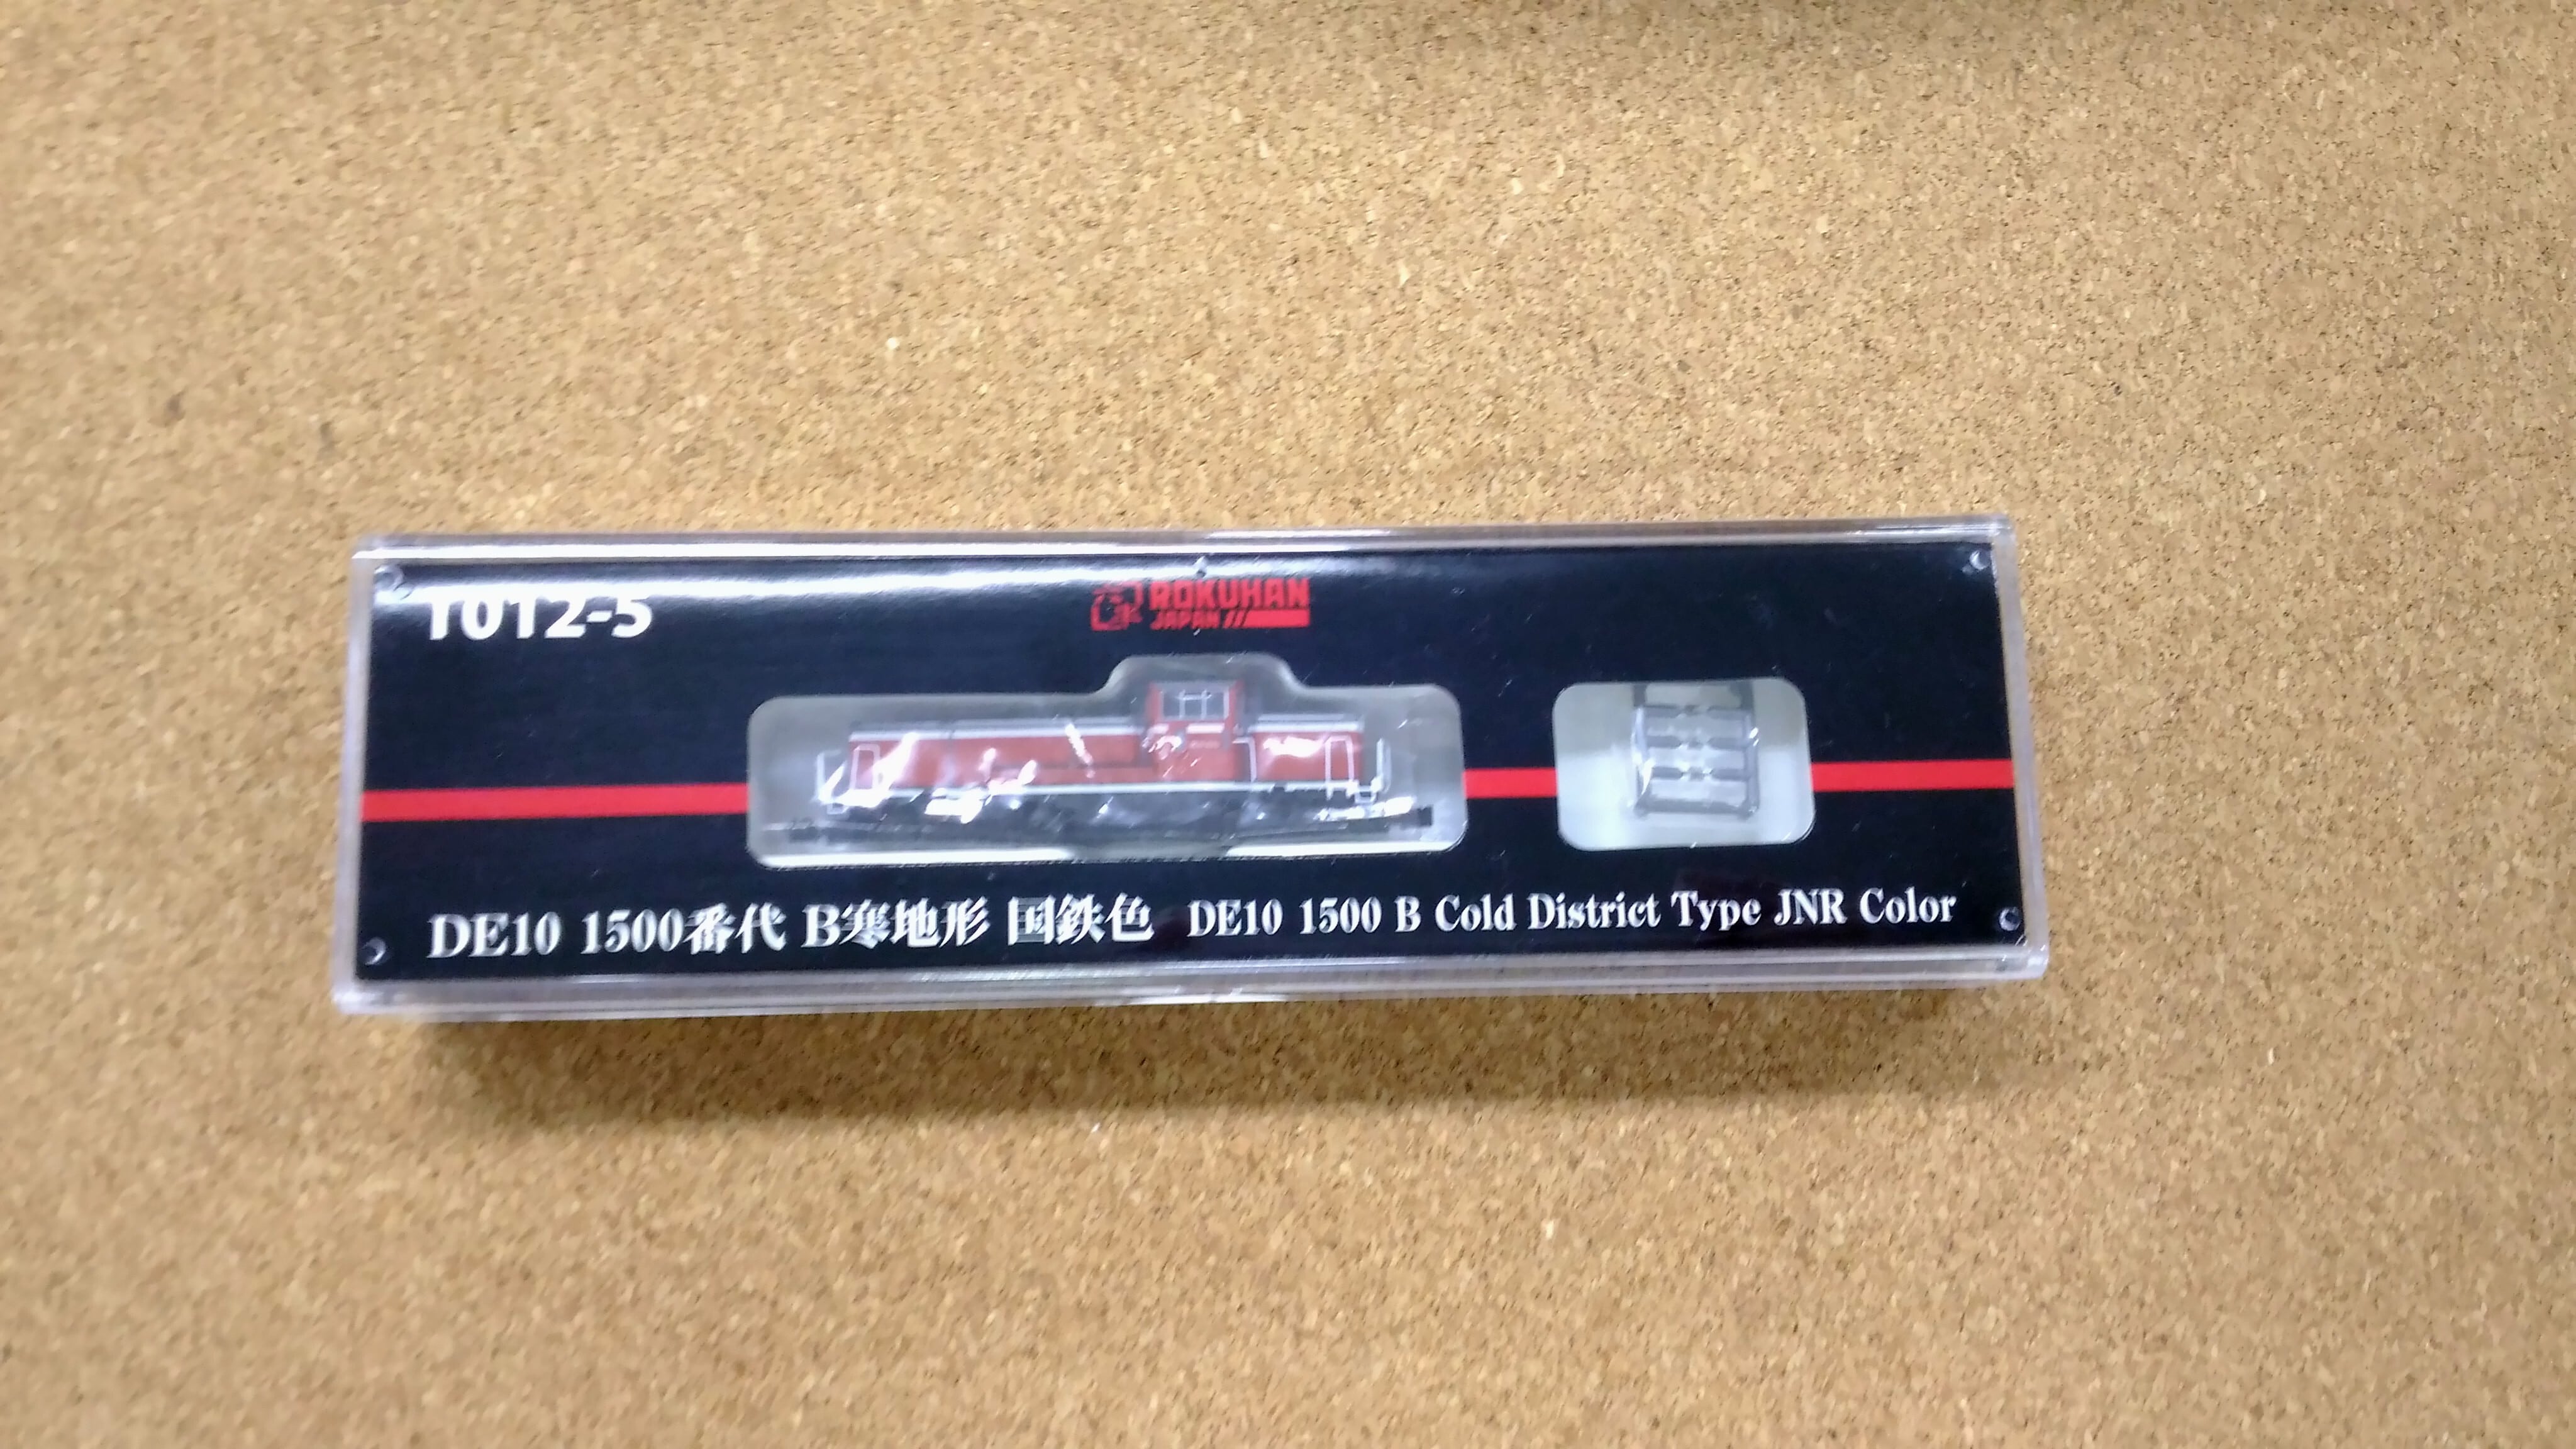 T012-5
ROKUHAN
JAPAN
DE10 1500番代 B寒地形 国鉄色 DE10 1500 B Cold District Type JNR Color